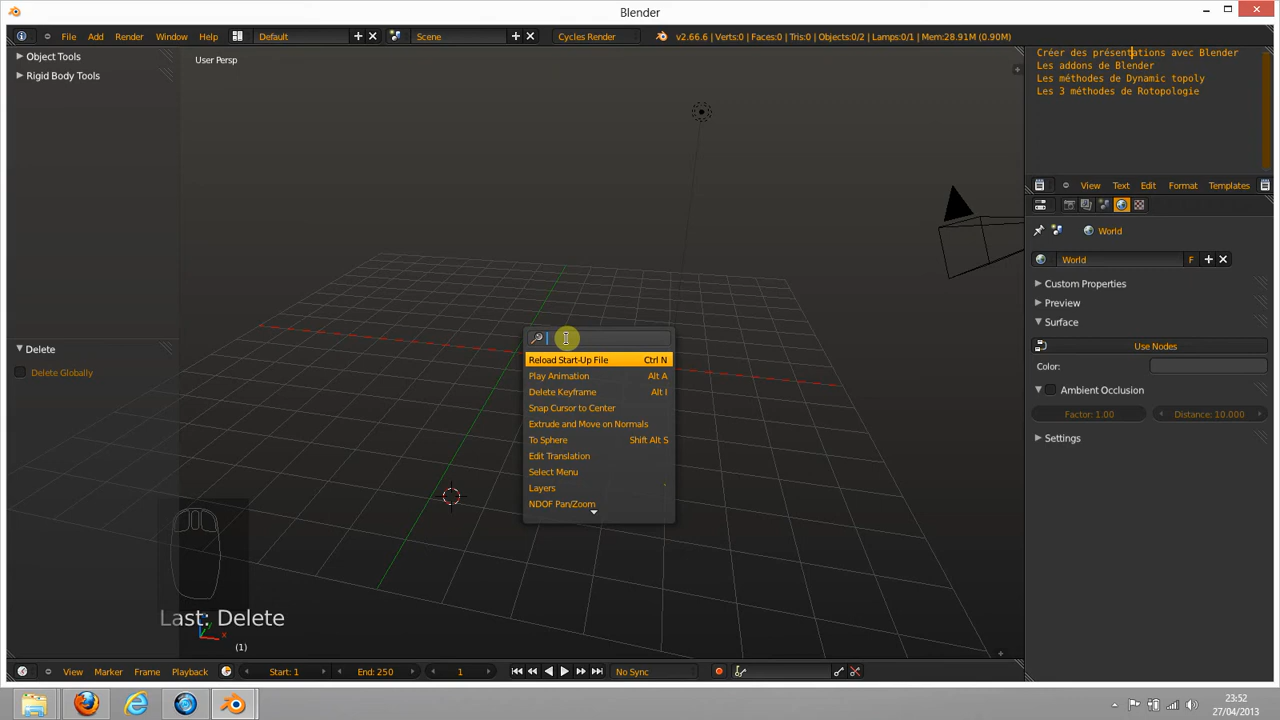 Blender
File Add Render Window Help Default Scene Cycles Render v2.66.6 | Verts:0 | Faces:0 | Tris:0 | Objects:0/2 | Lamps:0/1 | Mem:28.91M (0.90M)
Object Tools
Rigid Body Tools
User Persp
Créer des présentations avec Blender
Les addons de Blender
Les méthodes de Dynamic topoly
Les 3 méthodes de Rotopologie
View Text Edit Format Templates
World
World F
Custom Properties
Preview
Surface
Use Nodes
Color:
Ambient Occlusion
Factor: 1.00 Distance: 10.000
Settings
Reload Start-Up File Ctrl N
Play Animation Alt A
Delete Keyframe Alt I
Snap Cursor to Center
Extrude and Move on Normals
To Sphere Shift Alt S
Edit Translation
Select Menu
Layers
NDOF Pan/Zoom
Delete
Delete Globally
Last: Delete
x
(1)
View Marker Frame Playback Start: 1 End: 250 1 No Sync
23:52
27/04/2013